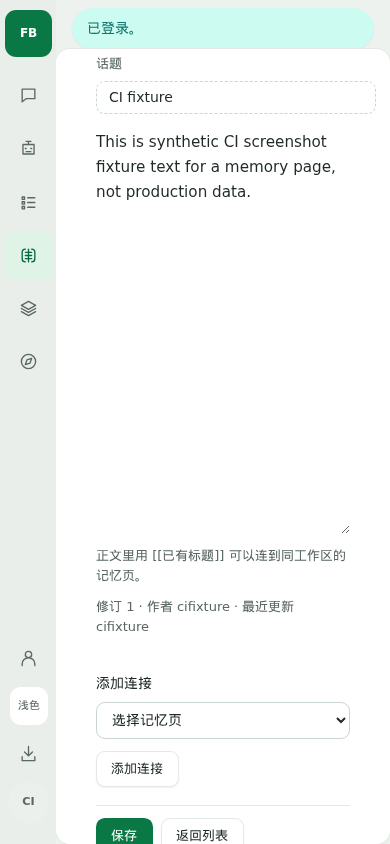 FB
已登录。
话题
CI fixture
This is synthetic CI screenshot
fixture text for a memory page,
not production data.
正文里用 [[已有标题]] 可以连到同工作区的
记忆页。
修订 1 · 作者 cifixture · 最近更新
cifixture
添加连接
选择记忆页
添加连接
浅色
CI
保存
返回列表